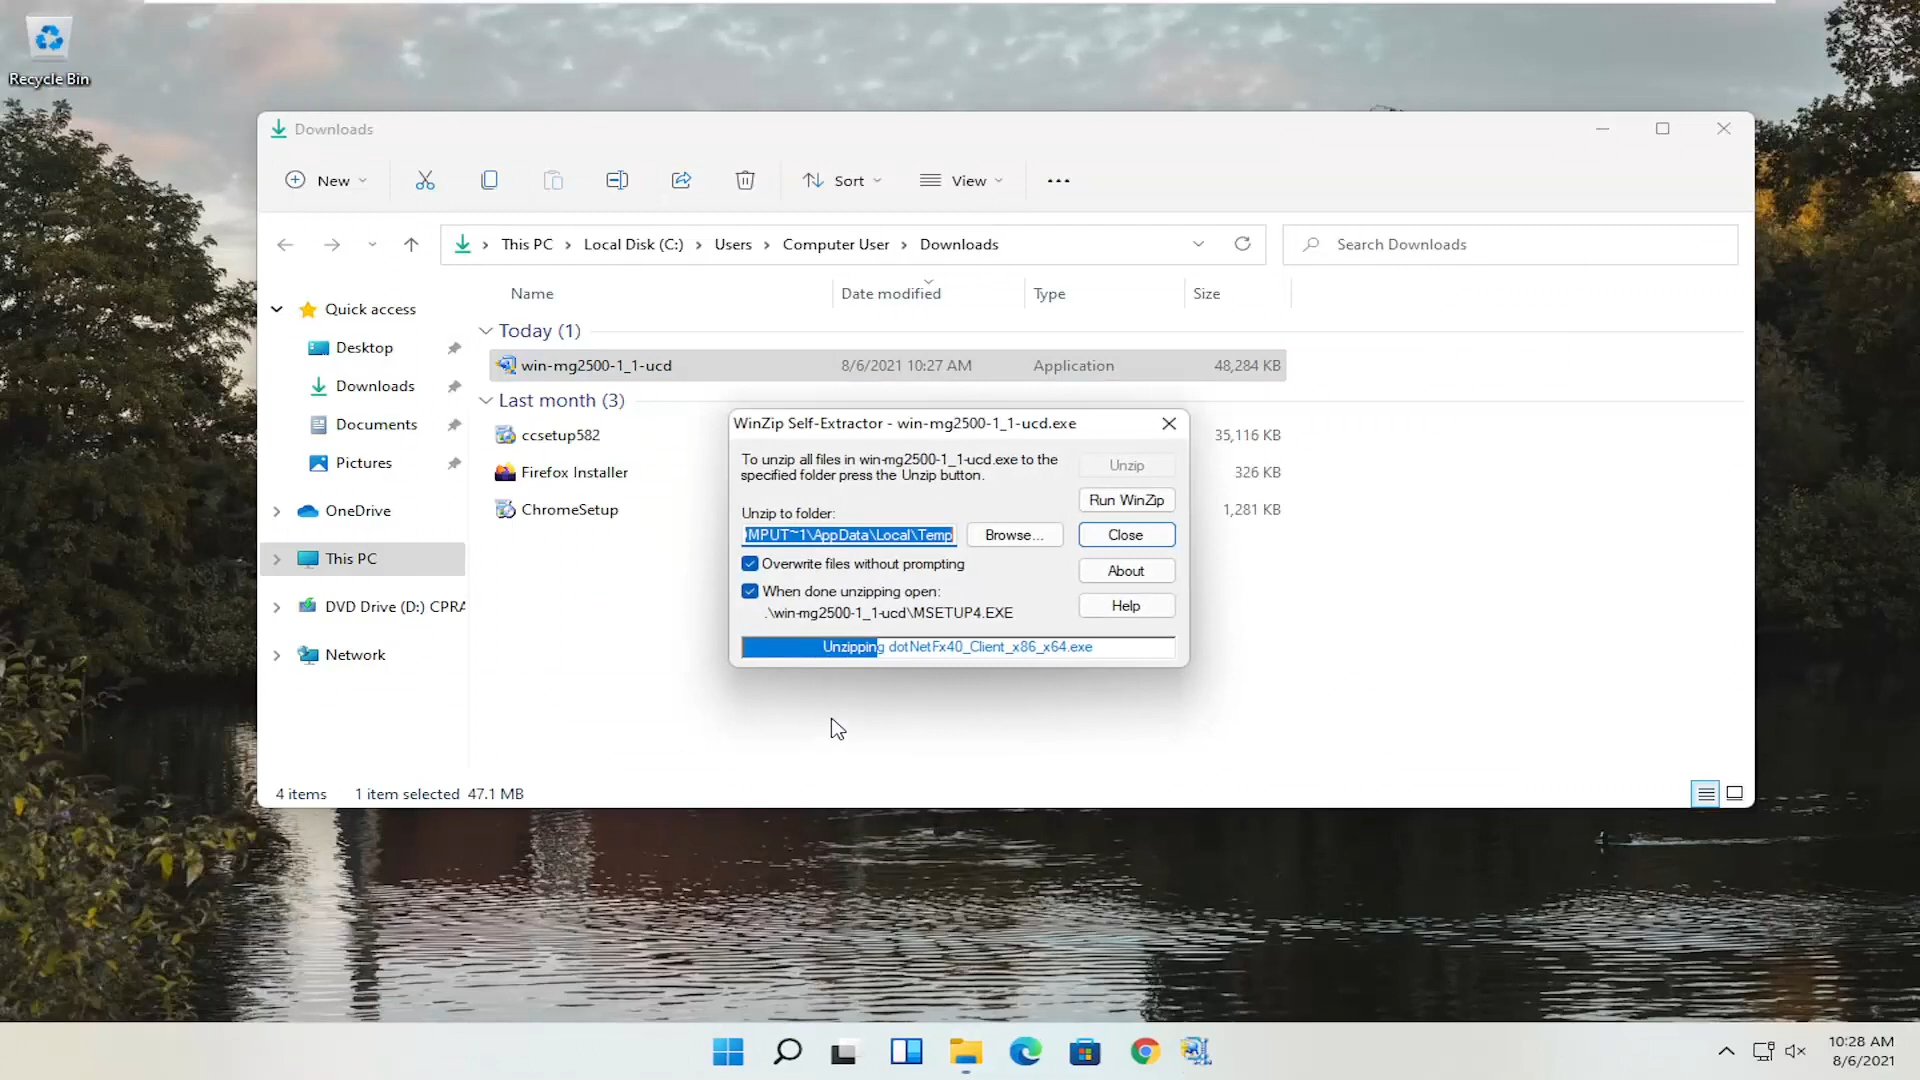 Recycle Bin
Downloads
New
Sort
View
This PC
Local Disk (C:)
Users
Computer User
Downloads
Search Downloads
Name
Date modified
Type
Size
Quick access
Desktop
Downloads
Documents
Pictures
OneDrive
This PC
DVD Drive (D:) CPRA
Network
Today (1)
win-mg2500-1_1-ucd 8/6/2021 10:27 AM Application 48,284 KB
Last month (3)
ccsetup582 35,116 KB
Firefox Installer 326 KB
ChromeSetup 1,281 KB
WinZip Self-Extractor - win-mg2500-1_1-ucd.exe
To unzip all files in win-mg2500-1_1-ucd.exe to the
specified folder press the Unzip button.
Unzip to folder:
MPUT~1\AppData\Local\Temp
Browse...
Overwrite files without prompting
When done unzipping open:
.\win-mg2500-1_1-ucd\MSETUP4.EXE
Unzip
Run WinZip
Close
About
Help
Unzipping dotNetFx40_Client_x86_x64.exe
4 items 1 item selected 47.1 MB
10:28 AM
8/6/2021